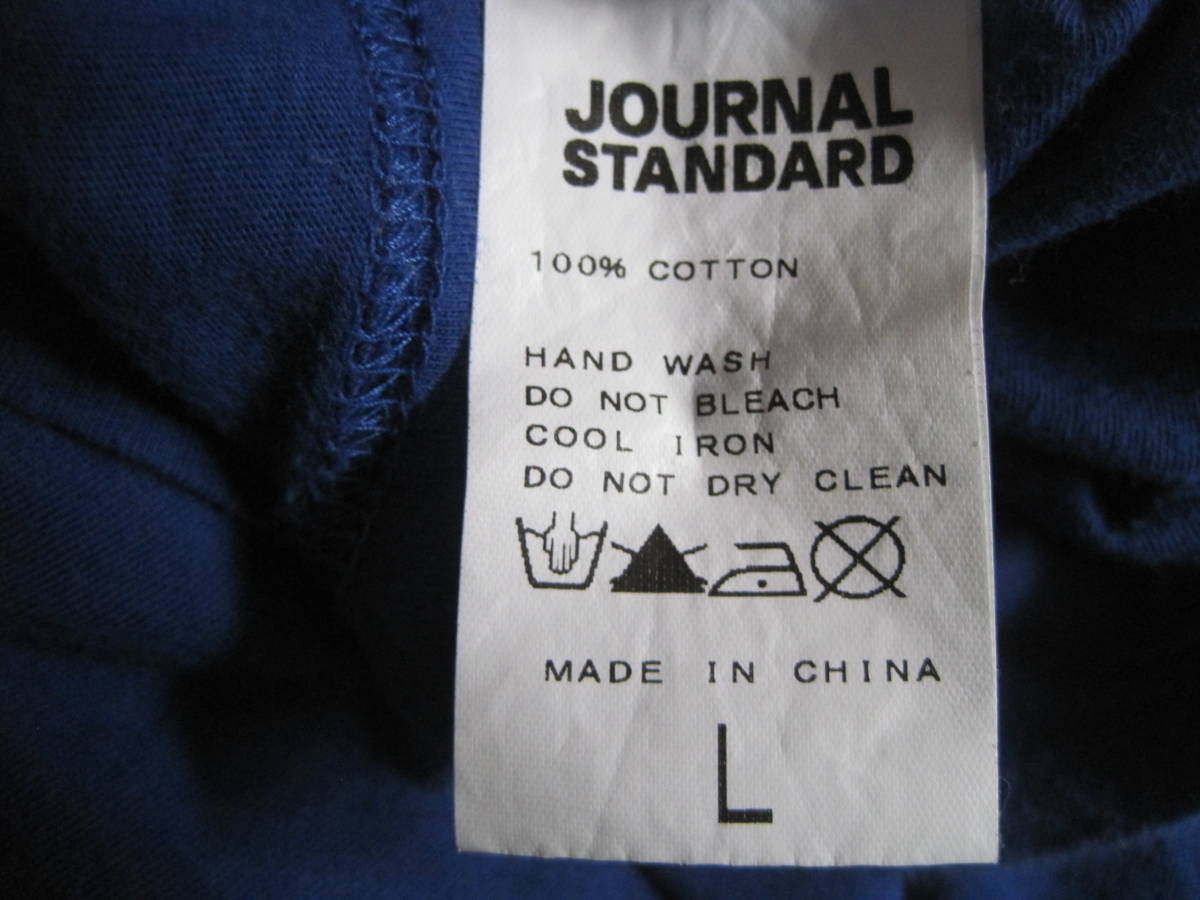 JOURNAL
STANDARD
100% COTTON
HAND WASH
DO NOT BLEACH
COOL IRON
DO NOT DRY CLEAN
MADE IN CHINA
L